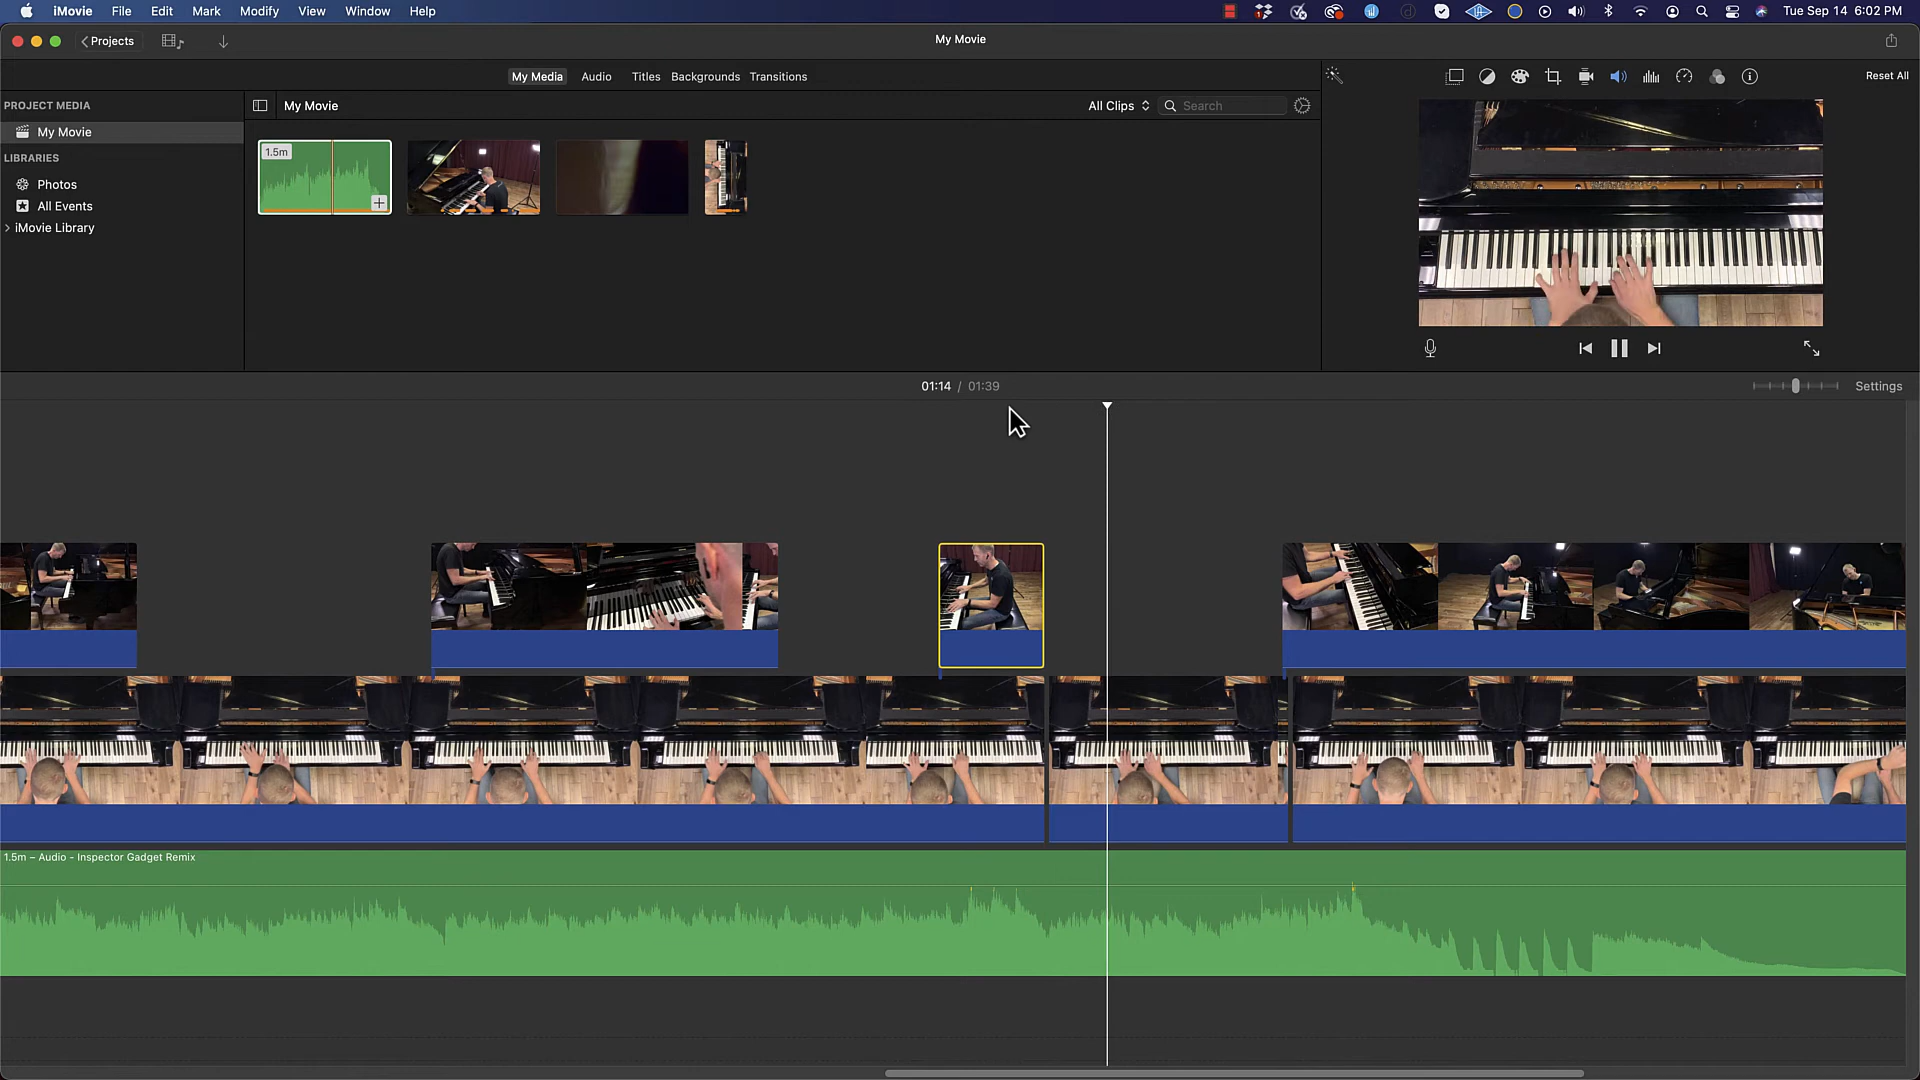 iMovie File Edit Mark Modify View Window Help Tue Sep 14 6:02 PM
Projects My Movie
My Media Audio Titles Backgrounds Transitions Reset All
PROJECT MEDIA My Movie All Clips Search
My Movie
LIBRARIES
Photos
All Events
iMovie Library
1.5m
01:14 / 01:39 Settings
1.5m – Audio - Inspector Gadget Remix